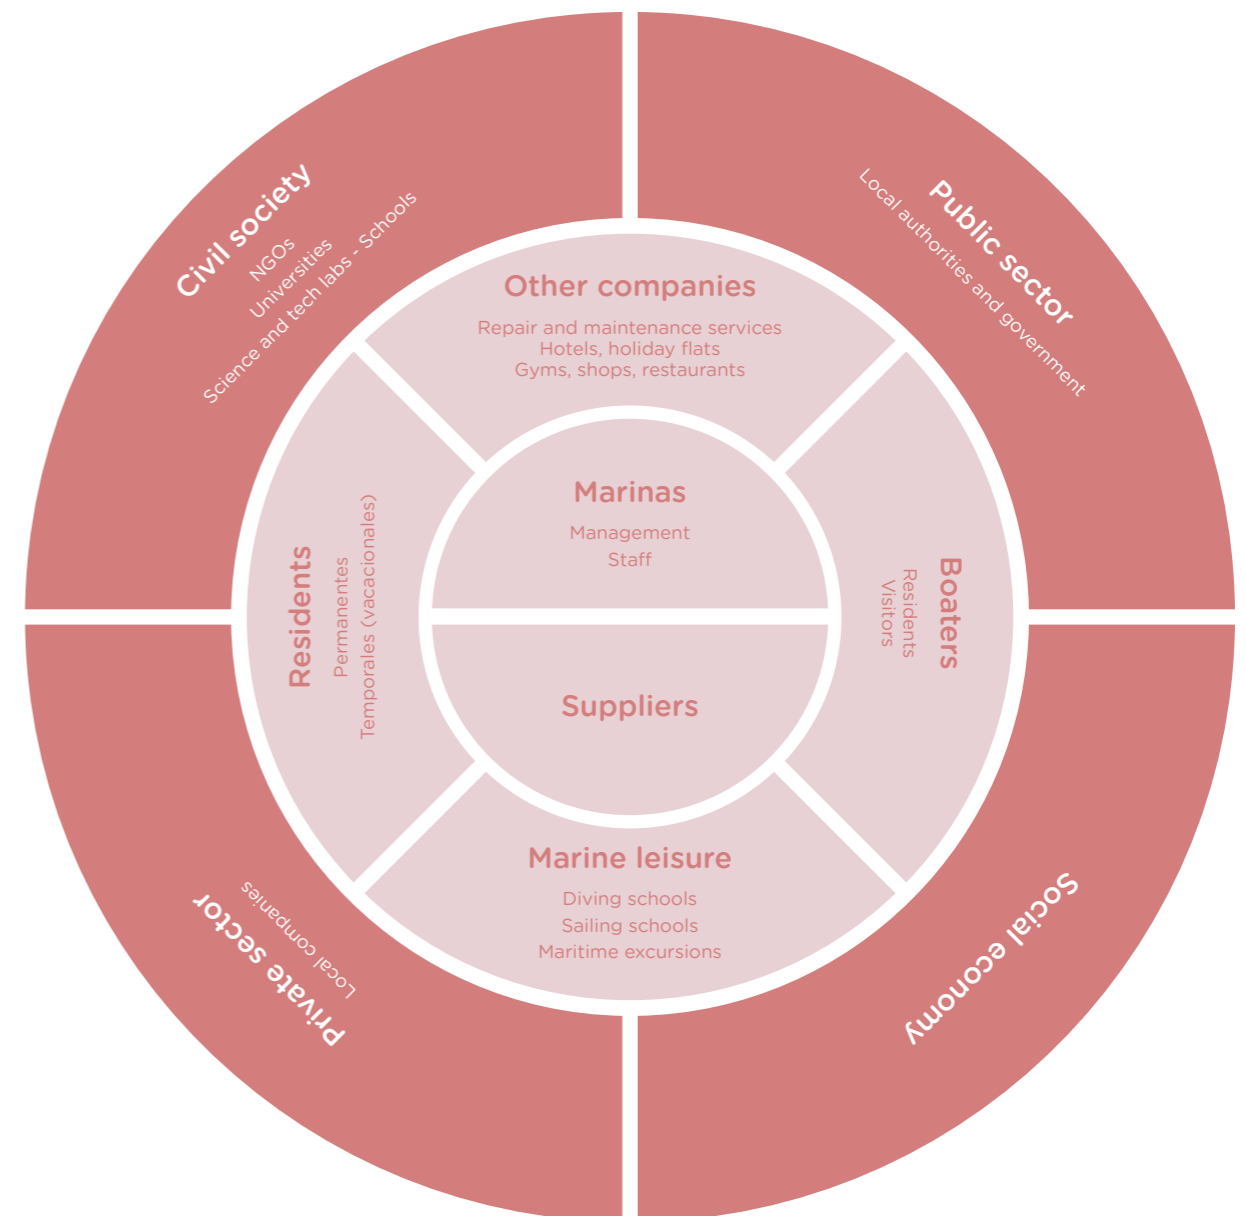 Civil society
NGOs
Universities
Science and tech labs - Schools
Public sector
Local authorities and government
Other companies
Repair and maintenance services
Hotels, holiday flats
Gyms, shops, restaurants
Residents
Permanentes
Temporales (vacacionales)
Marinas
Management
Staff
Boaters
Residents
Visitors
Suppliers
Marine leisure
Diving schools
Sailing schools
Maritime excursions
Private sector
Local companies
Social economy